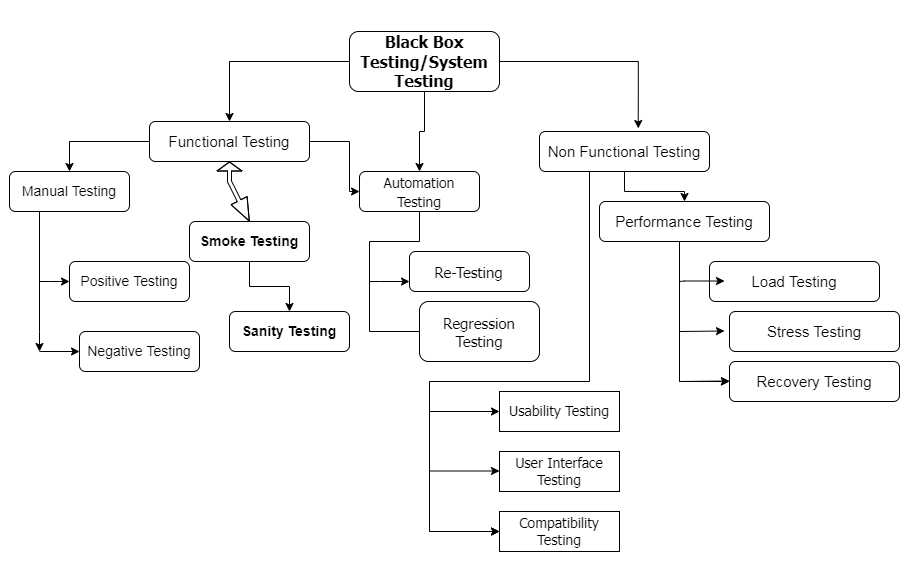 Black Box
Testing/System
Testing
Functional Testing
Non Functional Testing
Manual Testing
Automation
Testing
Performance Testing
Smoke Testing
Positive Testing
Re-Testing
Load Testing
Sanity Testing
Regression
Testing
Stress Testing
Negative Testing
Recovery Testing
Usability Testing
User Interface
Testing
Compatibility
Testing